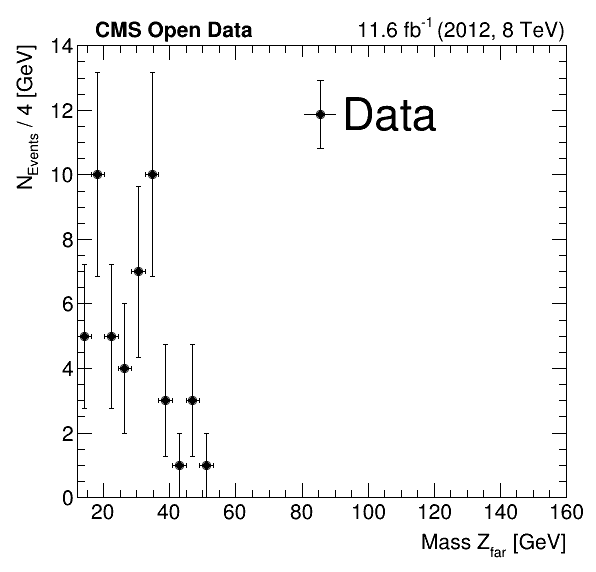 CMS Open Data 11.6 fb⁻¹ (2012, 8 TeV)
N_Events / 4 [GeV]
14
12
10
8
6
4
2
0
Data
20 40 60 80 100 120 140 160
Mass Z_far [GeV]